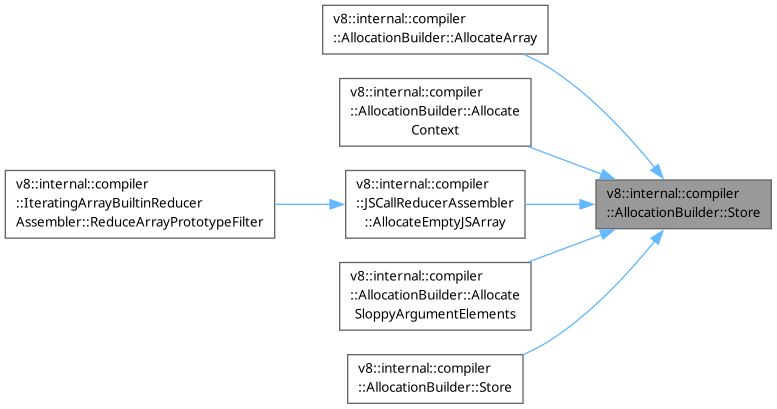 v8::internal::compiler
::AllocationBuilder::AllocateArray
v8::internal::compiler
::AllocationBuilder::Allocate
Context
v8::internal::compiler
::IteratingArrayBuiltinReducer
Assembler::ReduceArrayPrototypeFilter
v8::internal::compiler
::JSCallReducerAssembler
::AllocateEmptyJSArray
v8::internal::compiler
::AllocationBuilder::Store
v8::internal::compiler
::AllocationBuilder::Allocate
SloppyArgumentElements
v8::internal::compiler
::AllocationBuilder::Store